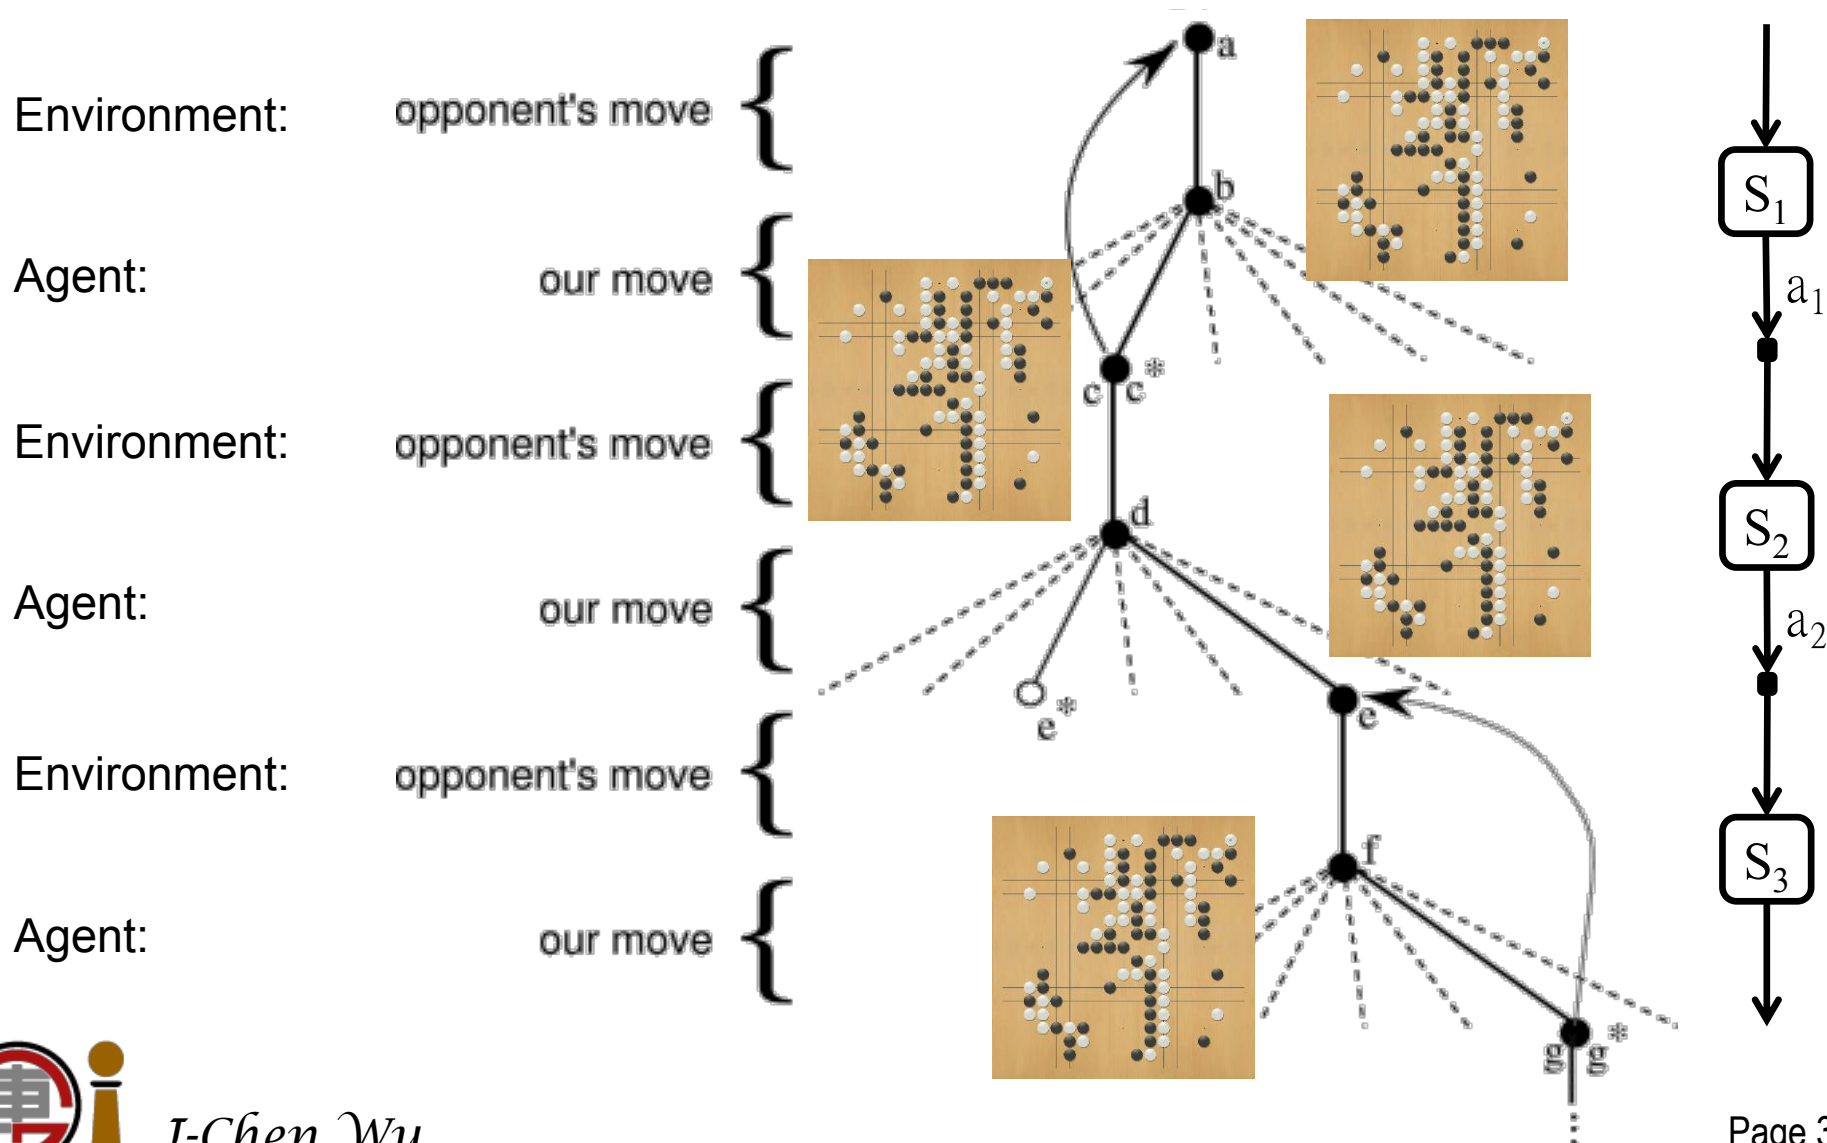 a
Environment: opponent's move
S1
b
Agent: our move
a1
c c*
Environment: opponent's move
d
S2
Agent: our move
a2
e* e
Environment: opponent's move
f
S3
Agent: our move
g g*
I-Chen Wu
Page 3